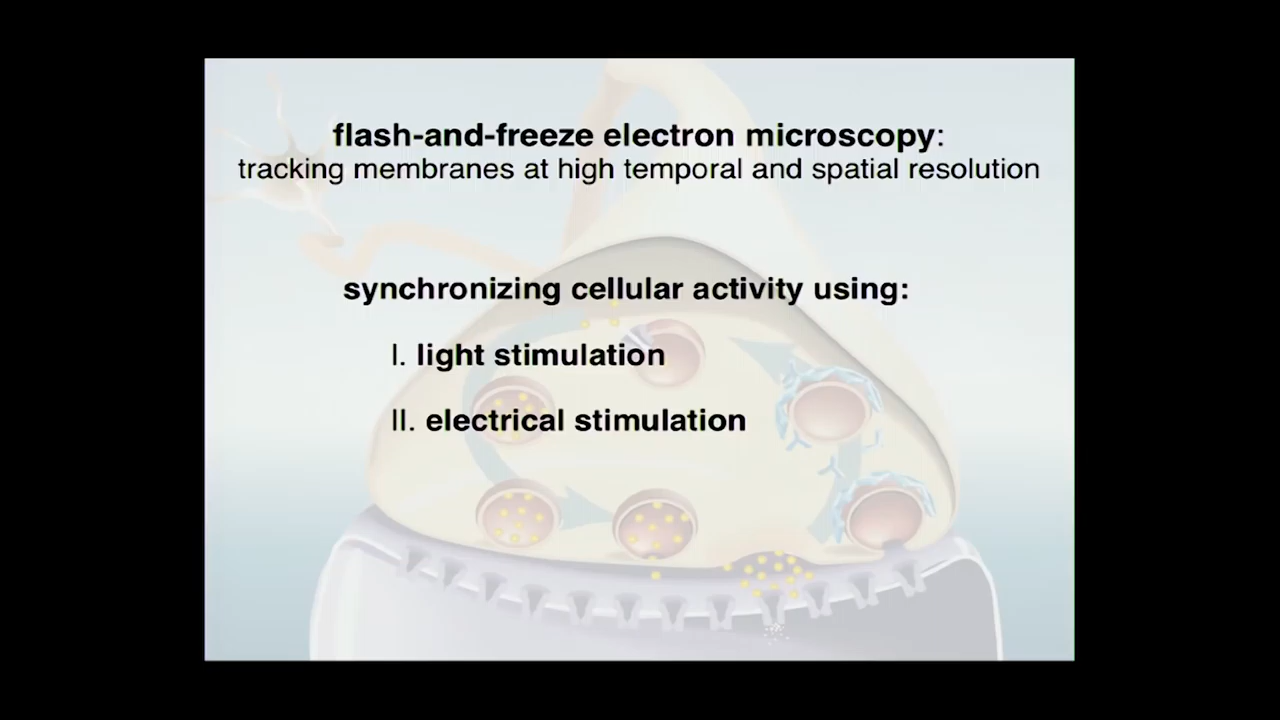 flash-and-freeze electron microscopy:
tracking membranes at high temporal and spatial resolution
synchronizing cellular activity using:
I. light stimulation
II. electrical stimulation